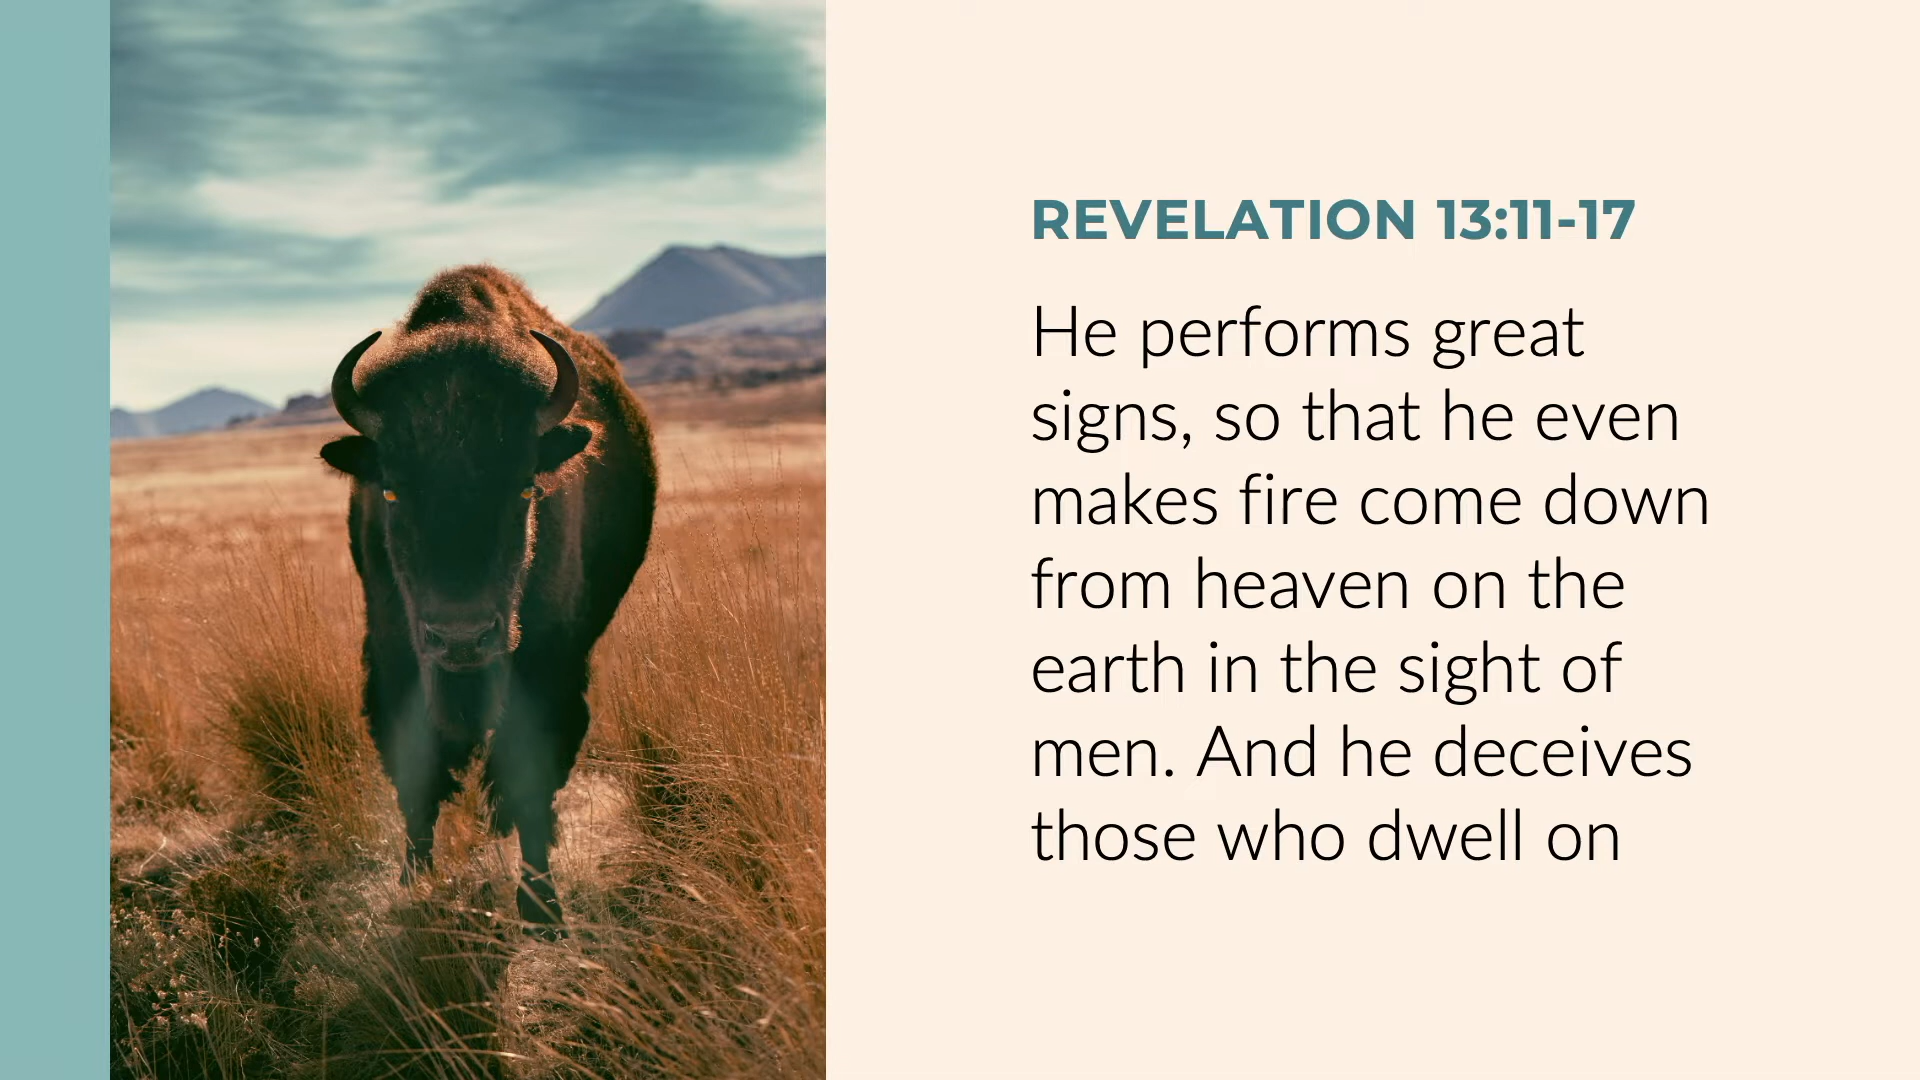 REVELATION 13:11-17
He performs great
signs, so that he even
makes fire come down
from heaven on the
earth in the sight of
men. And he deceives
those who dwell on